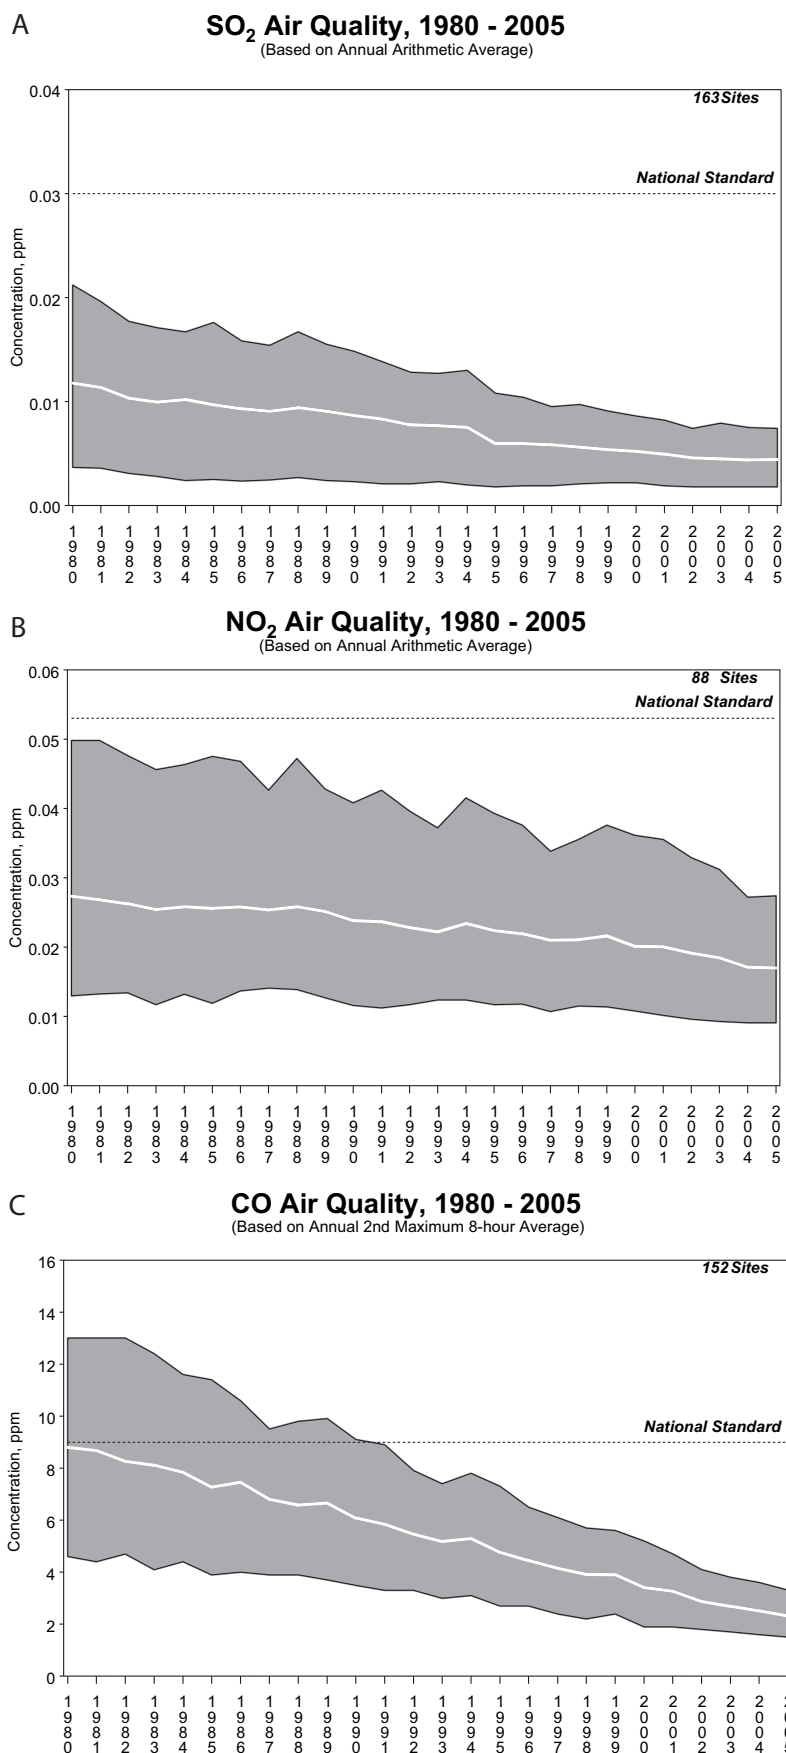 A
SO2 Air Quality, 1980 - 2005
(Based on Annual Arithmetic Average)
0.04
163 Sites
National Standard
0.03
Concentration, ppm
0.02
0.01
0.00
1980 1981 1982 1983 1984 1985 1986 1987 1988 1989 1990 1991 1992 1993 1994 1995 1996 1997 1998 1999 2000 2001 2002 2003 2004 2005
B
NO2 Air Quality, 1980 - 2005
(Based on Annual Arithmetic Average)
0.06
88 Sites
National Standard
0.05
0.04
Concentration, ppm
0.03
0.02
0.01
0.00
1980 1981 1982 1983 1984 1985 1986 1987 1988 1989 1990 1991 1992 1993 1994 1995 1996 1997 1998 1999 2000 2001 2002 2003 2004 2005
C
CO Air Quality, 1980 - 2005
(Based on Annual 2nd Maximum 8-hour Average)
16
152 Sites
14
12
10
National Standard
Concentration, ppm
8
6
4
2
0
1980 1981 1982 1983 1984 1985 1986 1987 1988 1989 1990 1991 1992 1993 1994 1995 1996 1997 1998 1999 2000 2001 2002 2003 2004 2005